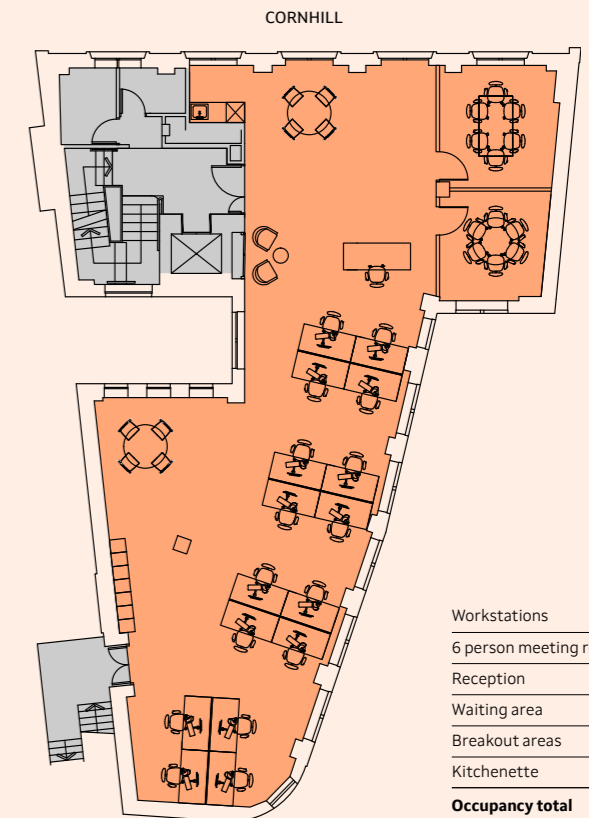 CORNHILL
Workstations
6 person meeting r
Reception
Waiting area
Breakout areas
Kitchenette
Occupancy total